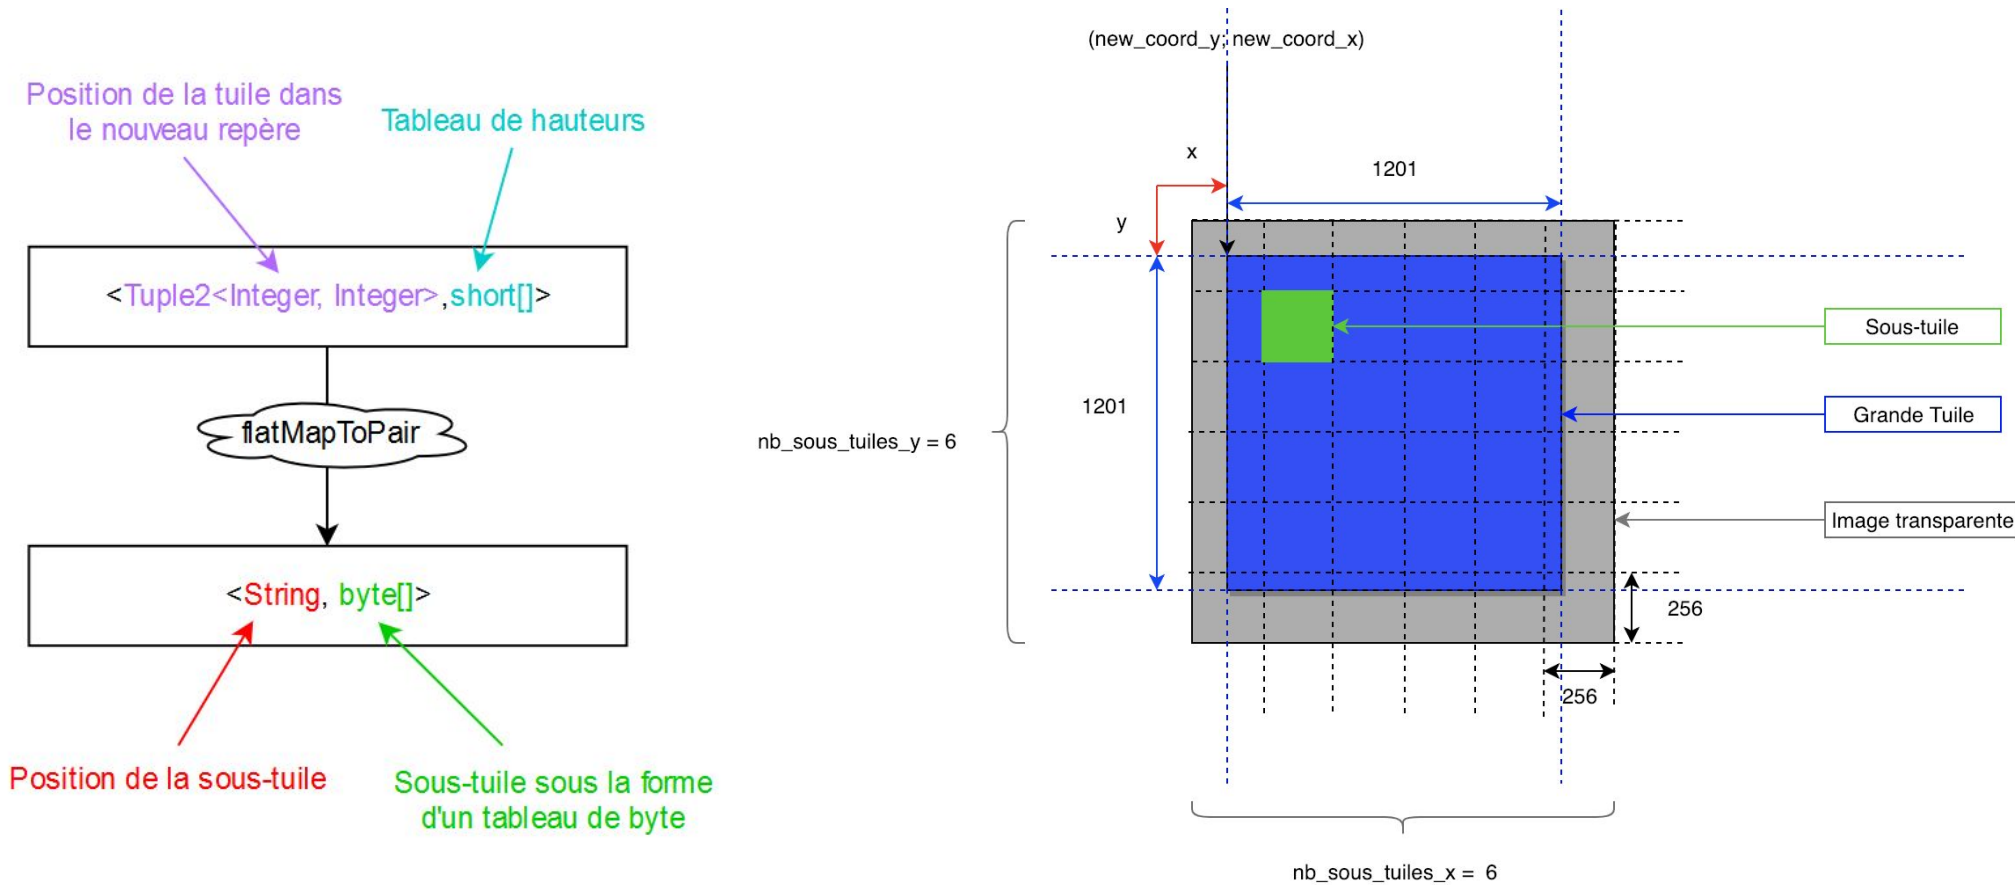 Position de la tuile dans
le nouveau repère
Tableau de hauteurs
<Tuple2<Integer, Integer>,short[]>
flatMapToPair
<String, byte[]>
Position de la sous-tuile
Sous-tuile sous la forme
d'un tableau de byte
(new_coord_y; new_coord_x)
x
1201
y
1201
nb_sous_tuiles_y = 6
Sous-tuile
Grande Tuile
Image transparente
256
256
nb_sous_tuiles_x = 6